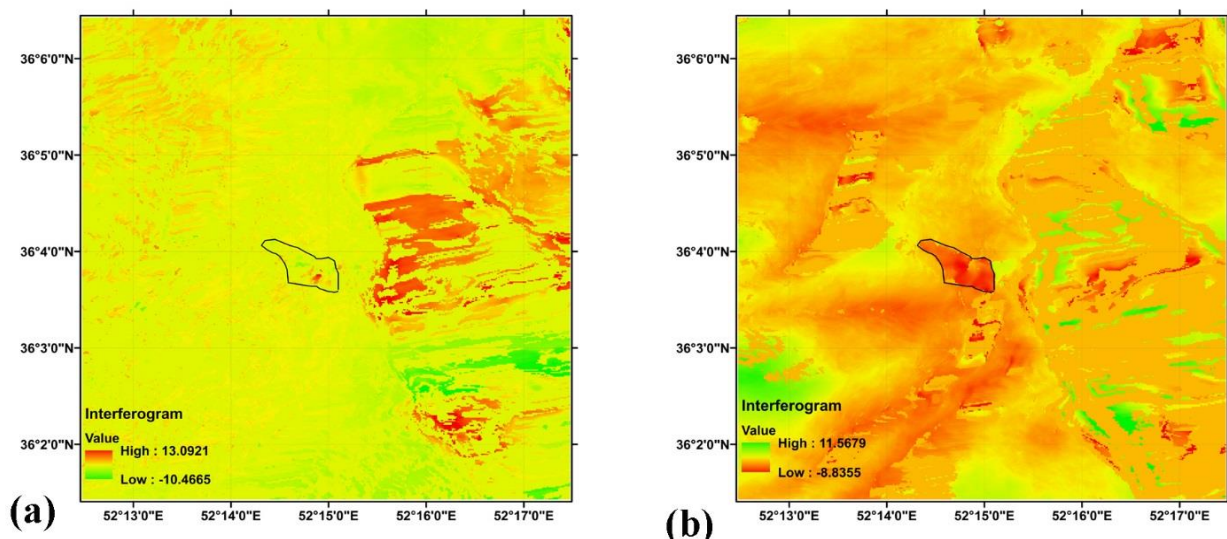 36°6'0"N
36°5'0"N
36°4'0"N
36°3'0"N
36°2'0"N
Interferogram
Value
High : 13.0921
Low : -10.4665
52°13'0"E 52°14'0"E 52°15'0"E 52°16'0"E 52°17'0"E
(a)
36°6'0"N
36°5'0"N
36°4'0"N
36°3'0"N
36°2'0"N
Interferogram
Value
High : 11.5679
Low : -8.8355
52°13'0"E 52°14'0"E 52°15'0"E 52°16'0"E 52°17'0"E
(b)